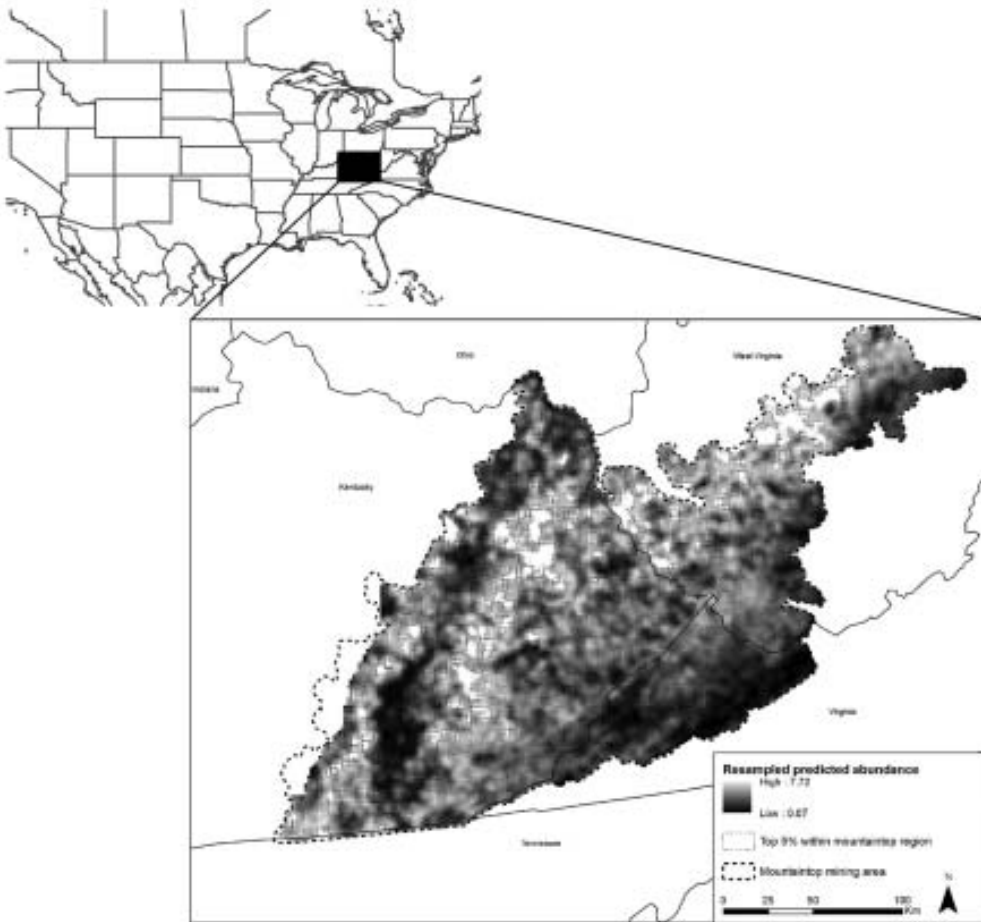 Ohio
West Virginia
Indiana
Kentucky
Virginia
Tennessee
Resampled predicted abundance
High : 7.73
Low : 0.07
Top 5% within mountaintop region
Mountaintop mining area
N
0 25 50 100
Km